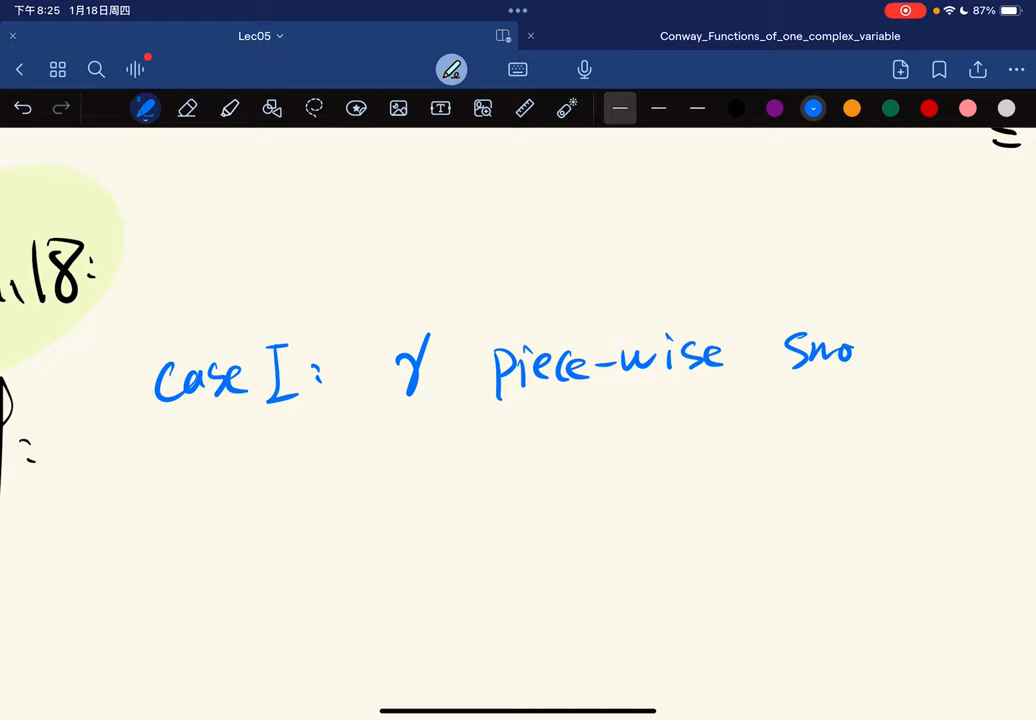 下午8:25 1月18日周四
87%
Lec05
Conway_Functions_of_one_complex_variable
.18:
case I: γ piece-wise smo